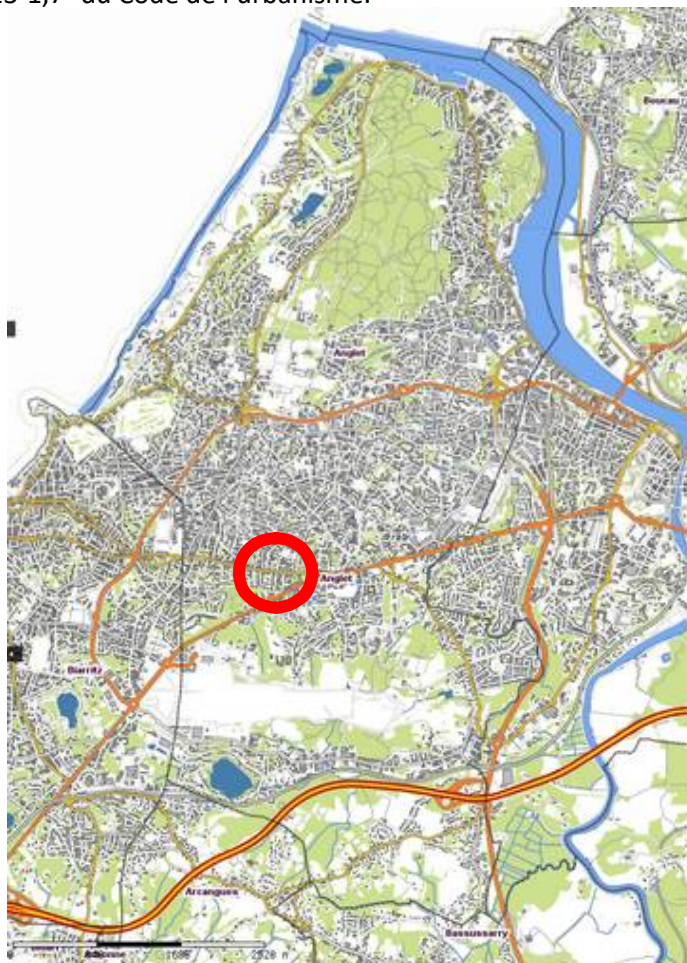 du Code de l'urbanisme.
Boucau
Anglet
Anglet
Biarritz
Arcangues
Bassussarry